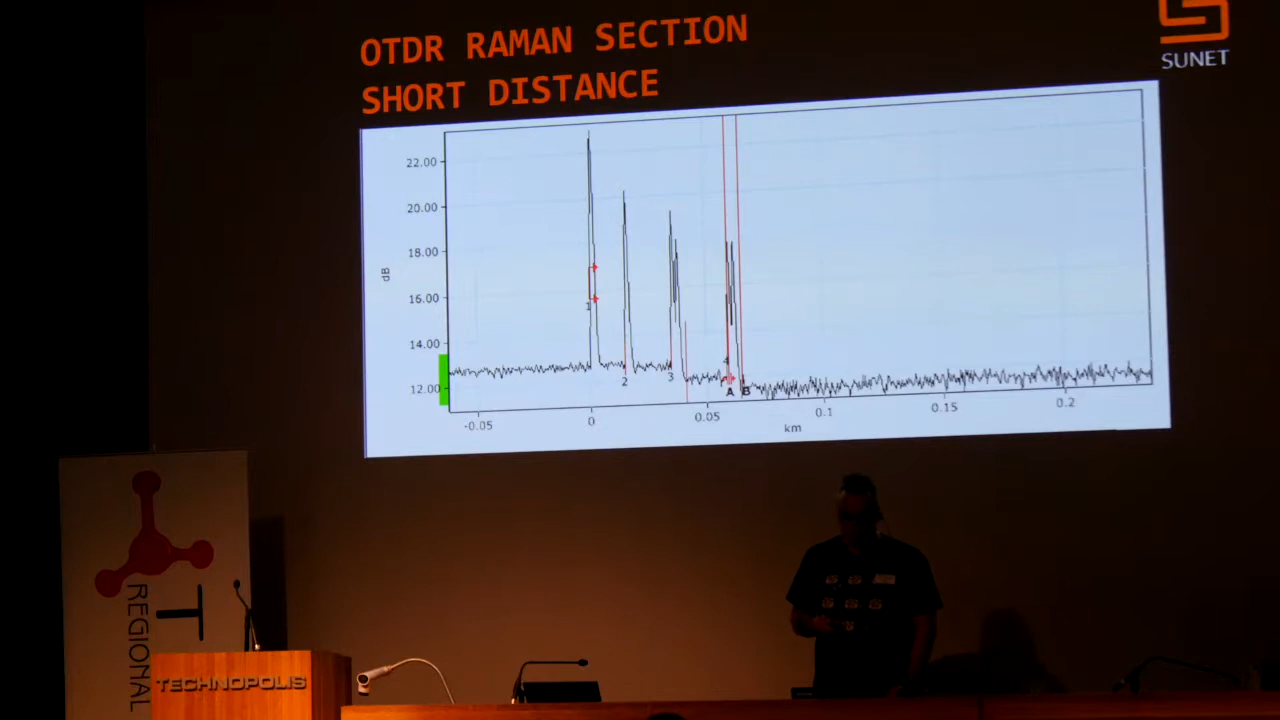 OTDR RAMAN SECTION
SHORT DISTANCE
SUNET
22.00
20.00
18.00
16.00
14.00
12.00
dB
1
2
3
4
A B
-0.05 0 0.05 0.1 0.15 0.2
km
REGIONAL
T
TECHNOPOLIS